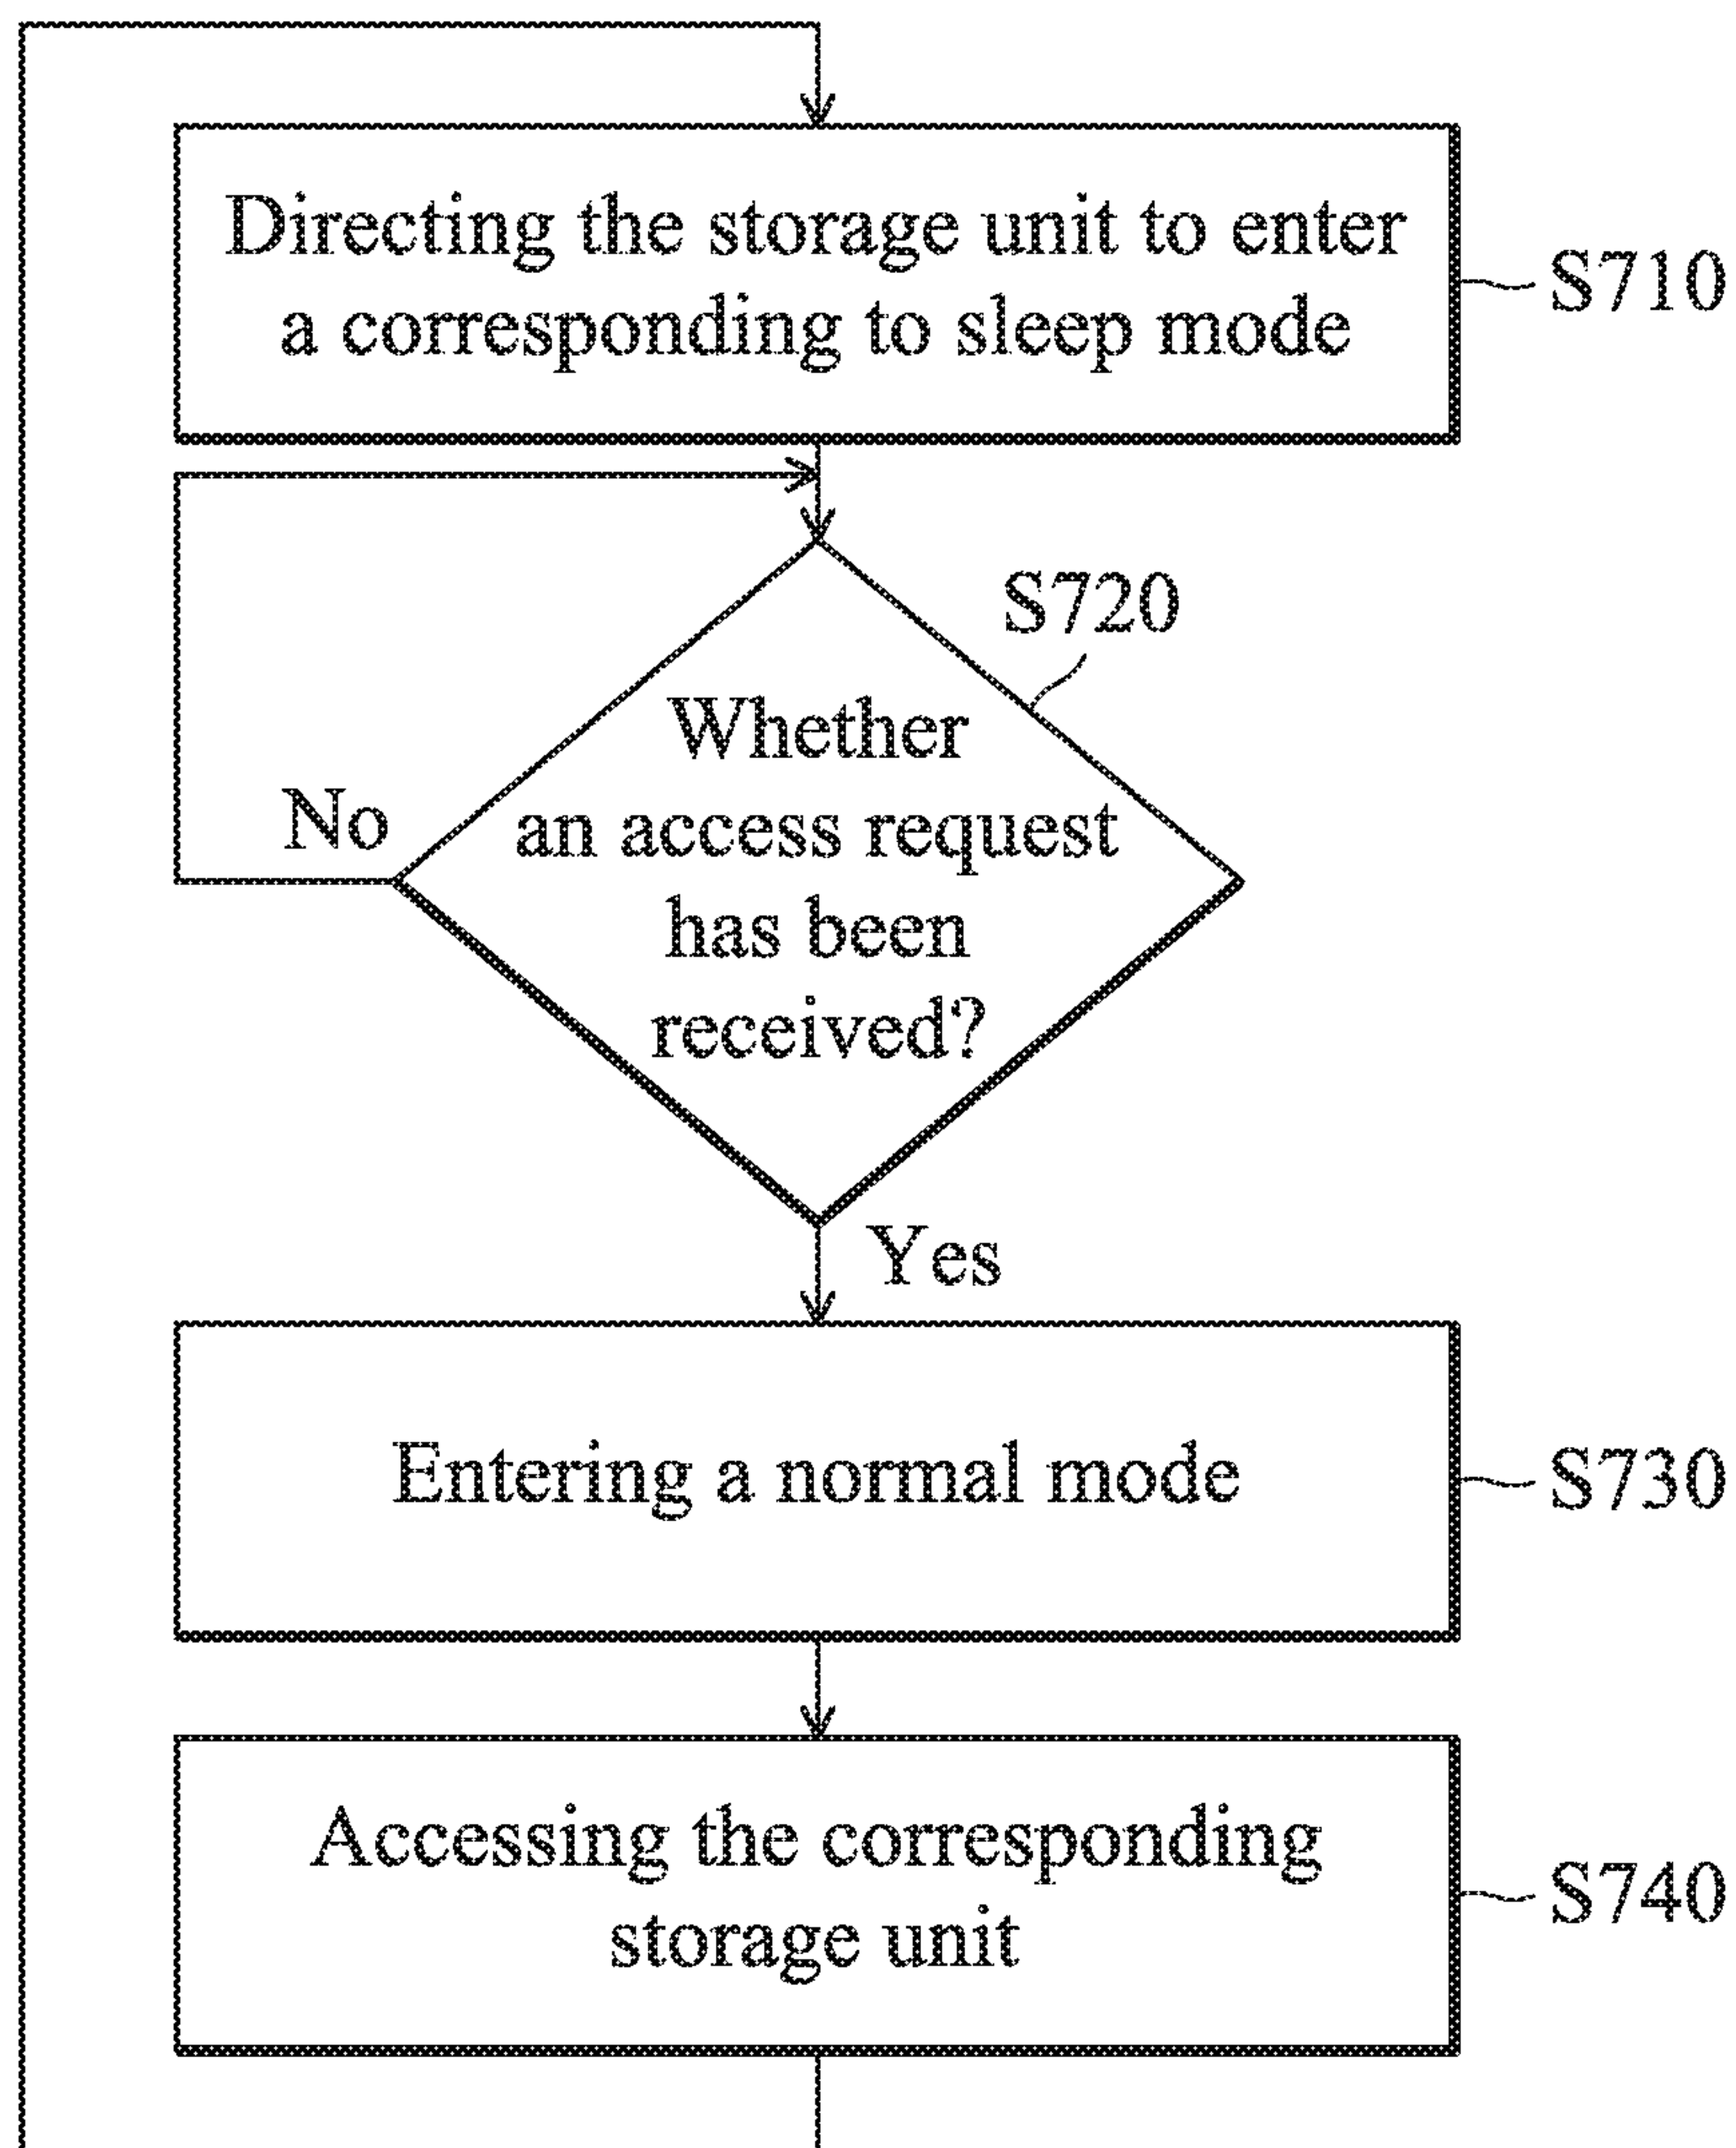 Directing the storage unit to enter
a corresponding to sleep mode
S710
S720
Whether
an access request
has been
received?
No
Yes
Entering a normal mode
S730
Accessing the corresponding
storage unit
S740